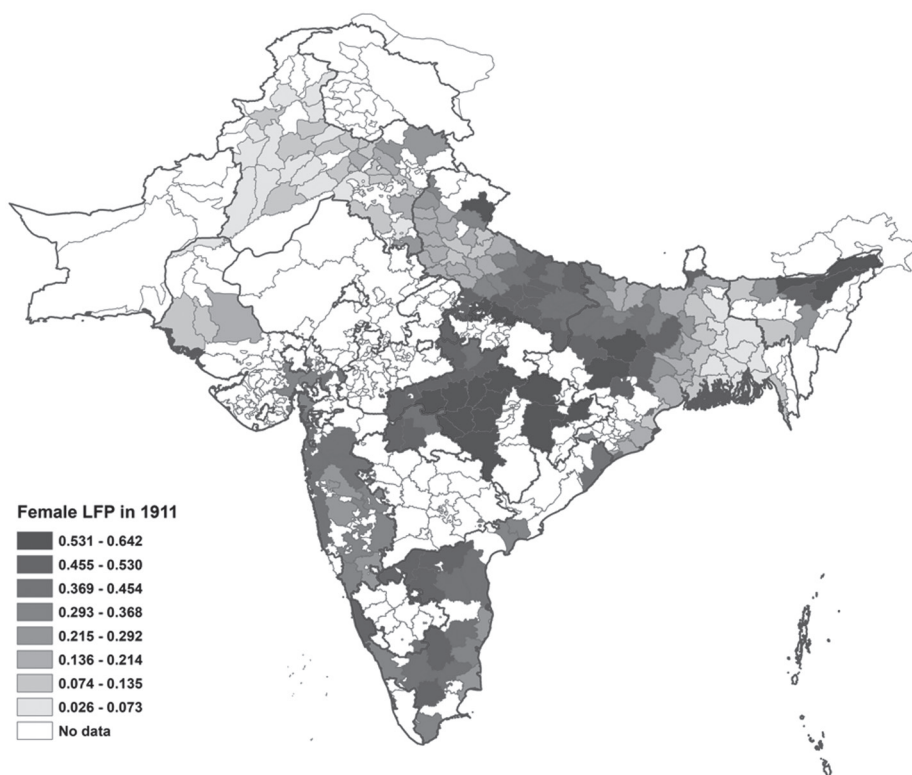 Female LFP in 1911
0.531 - 0.642
0.455 - 0.530
0.369 - 0.454
0.293 - 0.368
0.215 - 0.292
0.136 - 0.214
0.074 - 0.135
0.026 - 0.073
No data